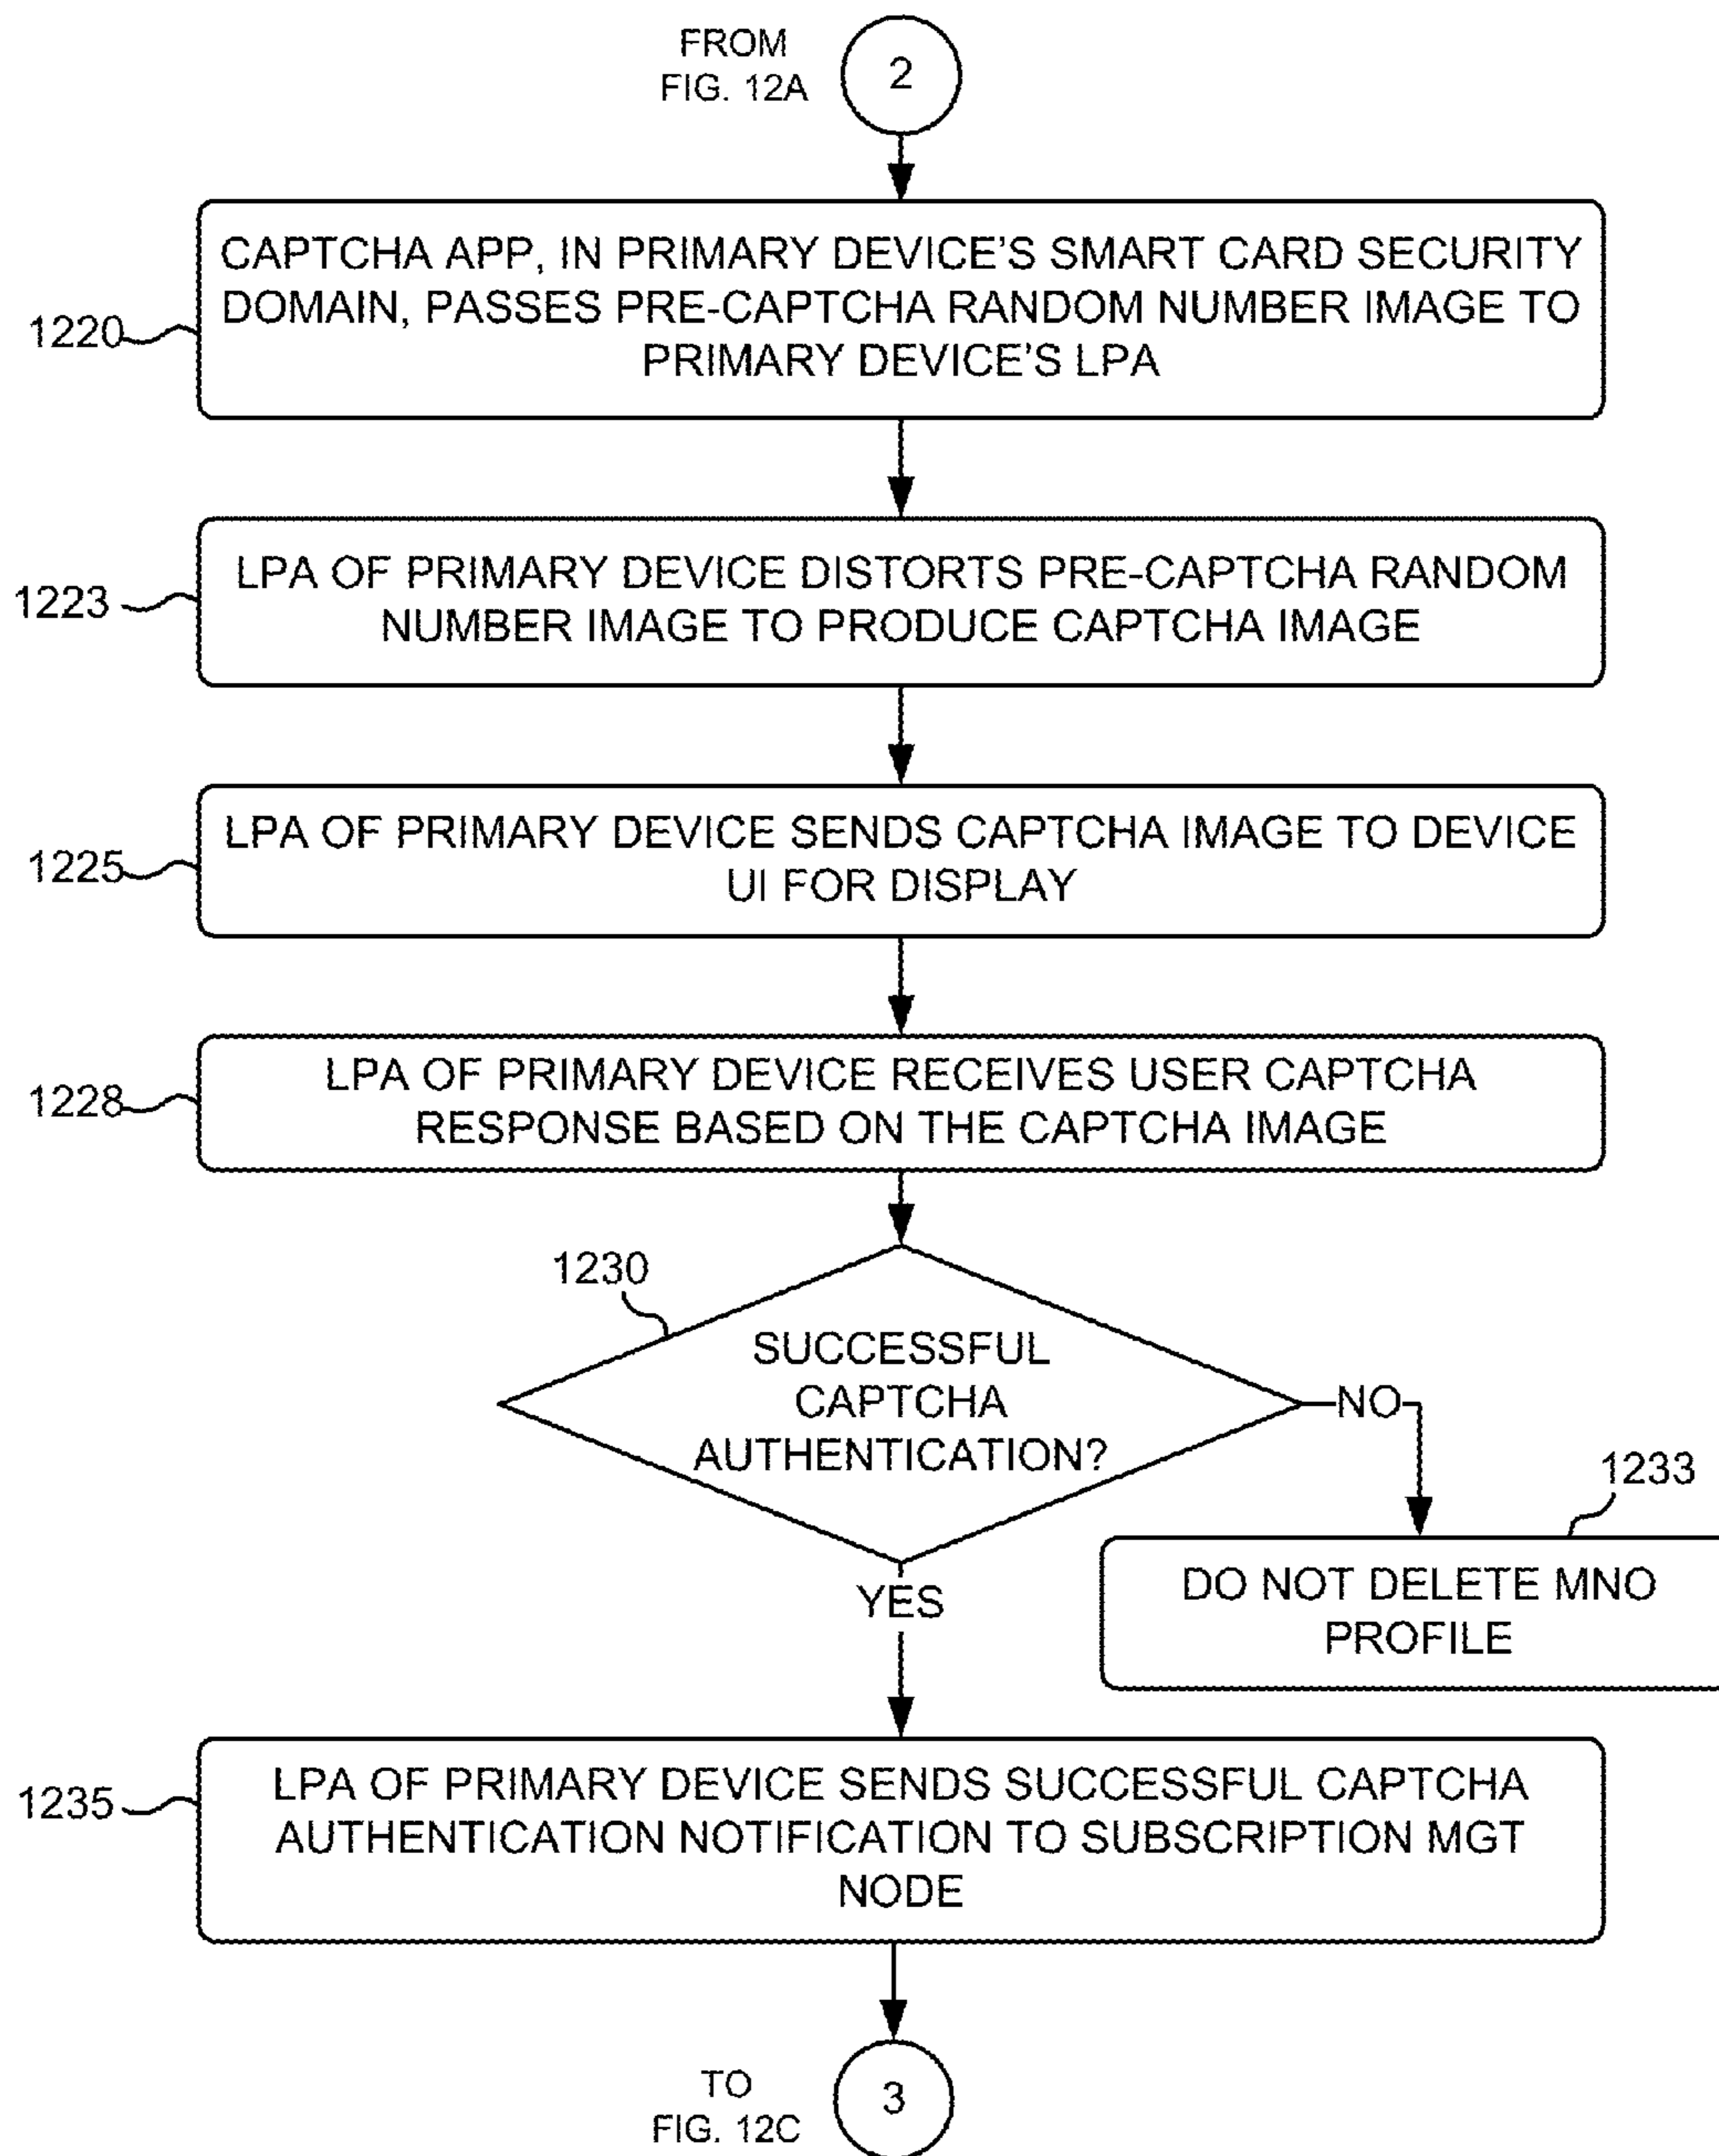 FROM
FIG. 12A
2
CAPTCHA APP, IN PRIMARY DEVICE'S SMART CARD SECURITY
DOMAIN, PASSES PRE-CAPTCHA RANDOM NUMBER IMAGE TO
PRIMARY DEVICE'S LPA
1220
LPA OF PRIMARY DEVICE DISTORTS PRE-CAPTCHA RANDOM
NUMBER IMAGE TO PRODUCE CAPTCHA IMAGE
1223
LPA OF PRIMARY DEVICE SENDS CAPTCHA IMAGE TO DEVICE
UI FOR DISPLAY
1225
LPA OF PRIMARY DEVICE RECEIVES USER CAPTCHA
RESPONSE BASED ON THE CAPTCHA IMAGE
1228
1230
SUCCESSFUL
CAPTCHA
AUTHENTICATION?
NO
1233
DO NOT DELETE MNO
PROFILE
YES
LPA OF PRIMARY DEVICE SENDS SUCCESSFUL CAPTCHA
AUTHENTICATION NOTIFICATION TO SUBSCRIPTION MGT
NODE
1235
TO
FIG. 12C
3